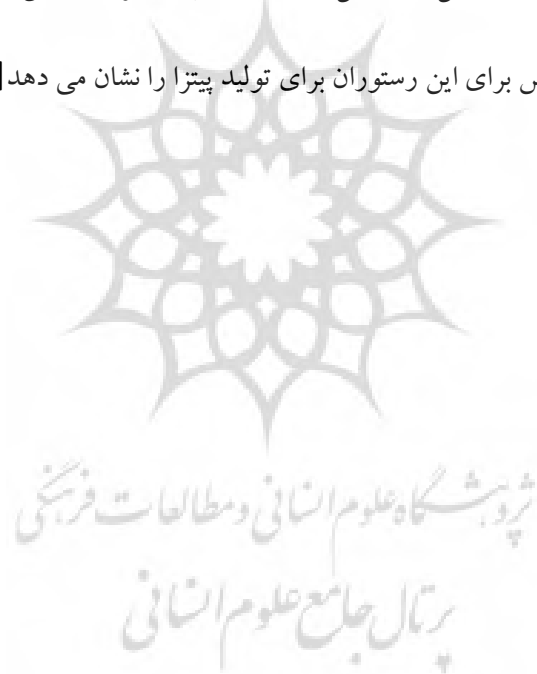 س برای این رستوران برای تولید پیتزا را نشان می دهد
پژوهشگاه علوم انسانی و مطالعات فرهنگی
پرتال جامع علوم انسانی